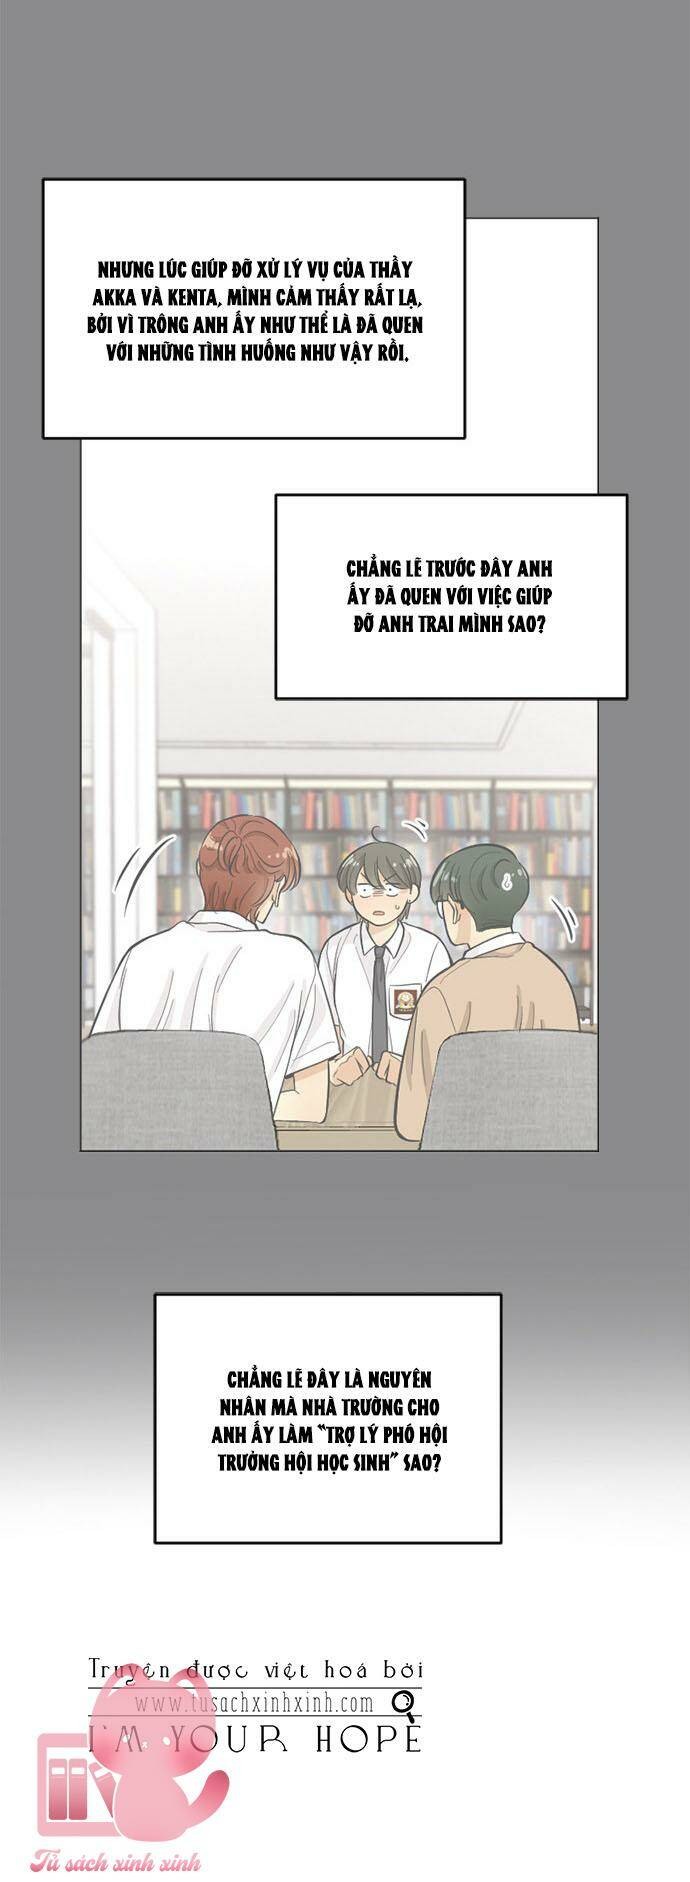 NHƯNG LÚC GIÚP ĐỠ XỬ LÝ VỤ CỦA THẦY
AKKA VÀ KENTA, MÌNH CẢM THẤY RẤT LẠ,
BỞI VÌ TRÔNG ANH ẤY NHƯ THỂ LÀ ĐÃ QUEN
VỚI NHỮNG TÌNH HUỐNG NHƯ VẬY RỒI.
CHẲNG LẼ TRƯỚC ĐÂY ANH
ẤY ĐÃ QUEN VỚI VIỆC GIÚP
ĐỠ ANH TRAI MÌNH SAO?
CHẲNG LẼ ĐÂY LÀ NGUYÊN
NHÂN MÀ NHÀ TRƯỜNG CHO
ANH ẤY LÀM "TRỢ LÝ PHÓ HỘI
TRƯỞNG HỘI HỌC SINH" SAO?
Truyện được việt hoá bởi
www.tusachxinhxinh.com
I'M YOUR HOPE
Tủ sách xinh xinh